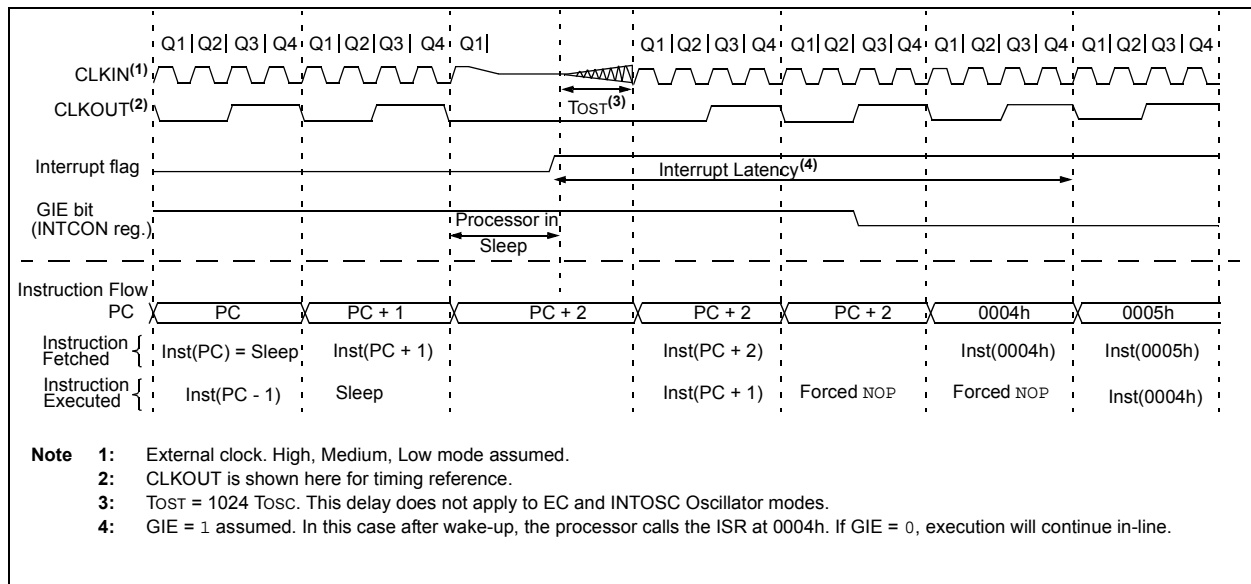 Q1| Q2| Q3| Q4 Q1| Q2| Q3| Q4 Q1| Q1| Q2| Q3| Q4 Q1| Q2| Q3| Q4 Q1| Q2| Q3| Q4 Q1| Q2| Q3| Q4
CLKIN(1)
CLKOUT(2) TOST(3)
Interrupt flag Interrupt Latency(4)
GIE bit
(INTCON reg.) Processor in
Sleep
Instruction Flow
PC PC PC + 1 PC + 2 PC + 2 PC + 2 0004h 0005h
Instruction
Fetched Inst(PC) = Sleep Inst(PC + 1) Inst(PC + 2) Inst(0004h) Inst(0005h)
Instruction
Executed Inst(PC - 1) Sleep Inst(PC + 1) Forced NOP Forced NOP Inst(0004h)
Note 1: External clock. High, Medium, Low mode assumed.
2: CLKOUT is shown here for timing reference.
3: TOST = 1024 TOSC. This delay does not apply to EC and INTOSC Oscillator modes.
4: GIE = 1 assumed. In this case after wake-up, the processor calls the ISR at 0004h. If GIE = 0, execution will continue in-line.